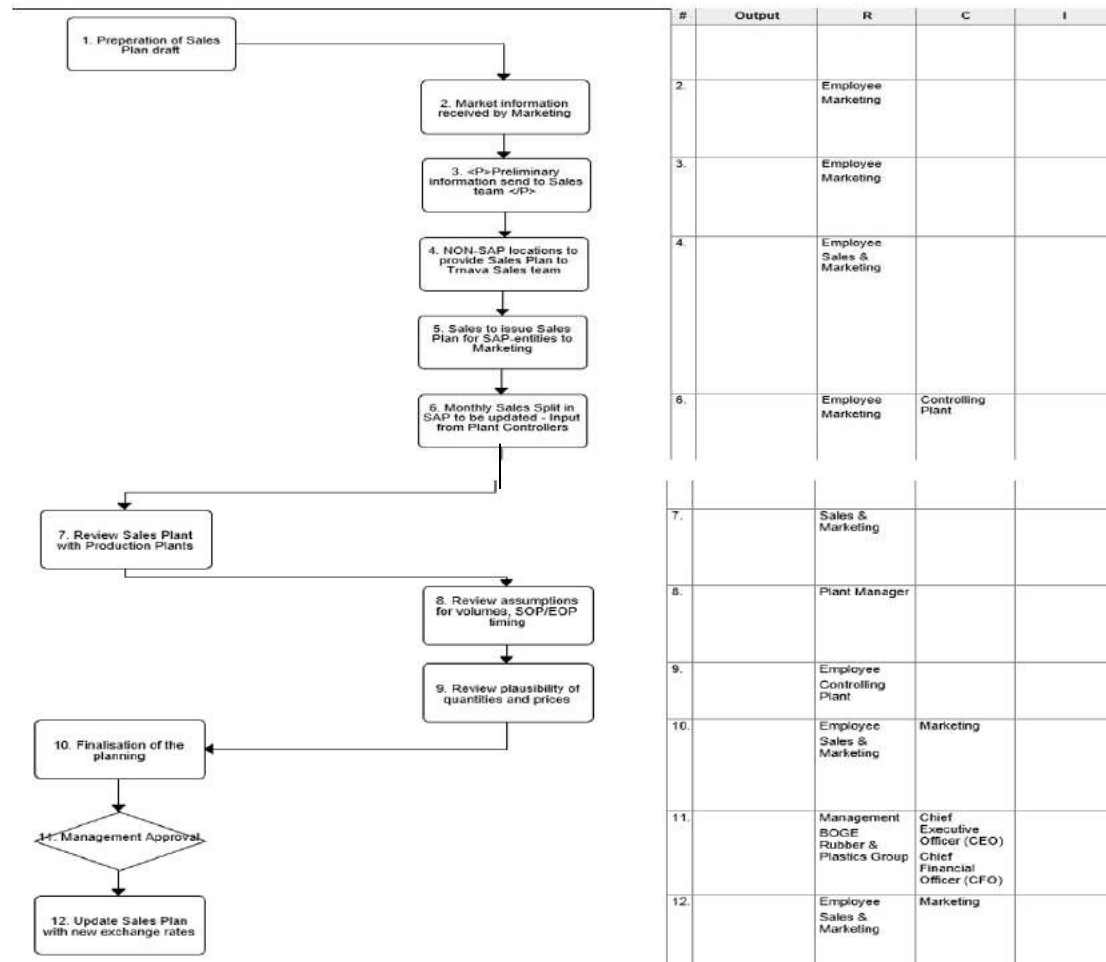 #
Output
R
C
I
1. Preparation of Sales
Plan draft
2. Market information
received by Marketing
2.
Employee
Marketing
3. <P>Preliminary
information send to Sales
team </P>
3.
Employee
Marketing
4. NON-SAP locations to
provide Sales Plan to
Trnava Sales team
4.
Employee
Sales &
Marketing
5. Sales to issue Sales
Plan for SAP-entities to
Marketing
6. Monthly Sales Split in
SAP to be updated - Input
from Plant Controllers
6.
Employee
Marketing
Controlling
Plant
7. Review Sales Plant
with Production Plants
7.
Sales &
Marketing
8. Review assumptions
for volumes, SOP/EOP
timing
8.
Plant Manager
9. Review plausibility of
quantities and prices
9.
Employee
Controlling
Plant
10. Finalisation of the
planning
10.
Employee
Sales &
Marketing
Marketing
11. Management Approval
11.
Management
BOGE
Rubber &
Plastics Group
Chief
Executive
Officer (CEO)
Chief
Financial
Officer (CFO)
12. Update Sales Plan
with new exchange rates
12.
Employee
Sales &
Marketing
Marketing